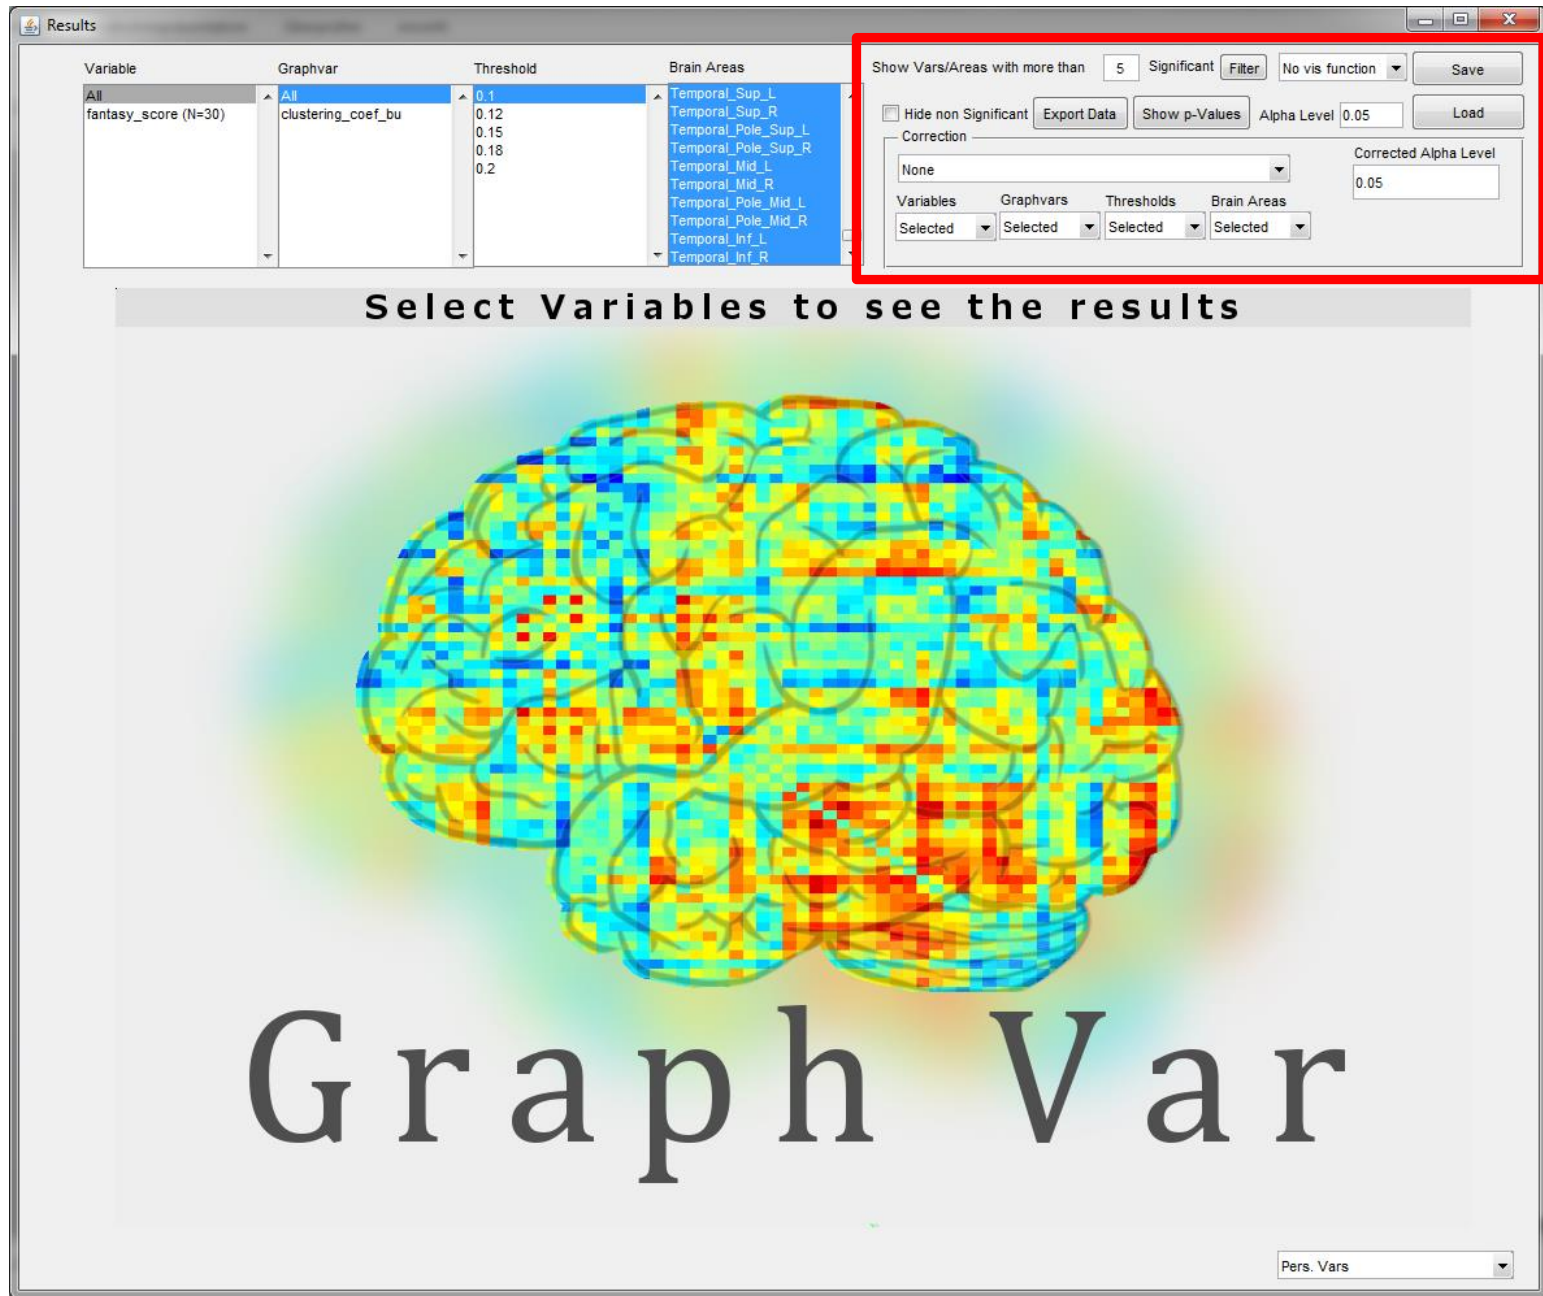 Results
Variable
All
fantasy_score (N=30)
Graphvar
All
clustering_coef_bu
Threshold
0.1
0.12
0.15
0.18
0.2
Brain Areas
Temporal_Sup_L
Temporal_Sup_R
Temporal_Pole_Sup_L
Temporal_Pole_Sup_R
Temporal_Mid_L
Temporal_Mid_R
Temporal_Pole_Mid_L
Temporal_Pole_Mid_R
Temporal_Inf_L
Temporal_Inf_R
Show Vars/Areas with more than 5 Significant Filter No vis function Save
Hide non Significant Export Data Show p-Values Alpha Level 0.05 Load
Correction
None
Corrected Alpha Level
0.05
Variables Graphvars Thresholds Brain Areas
Selected Selected Selected Selected
Select Variables to see the results
Graph Var
Pers. Vars